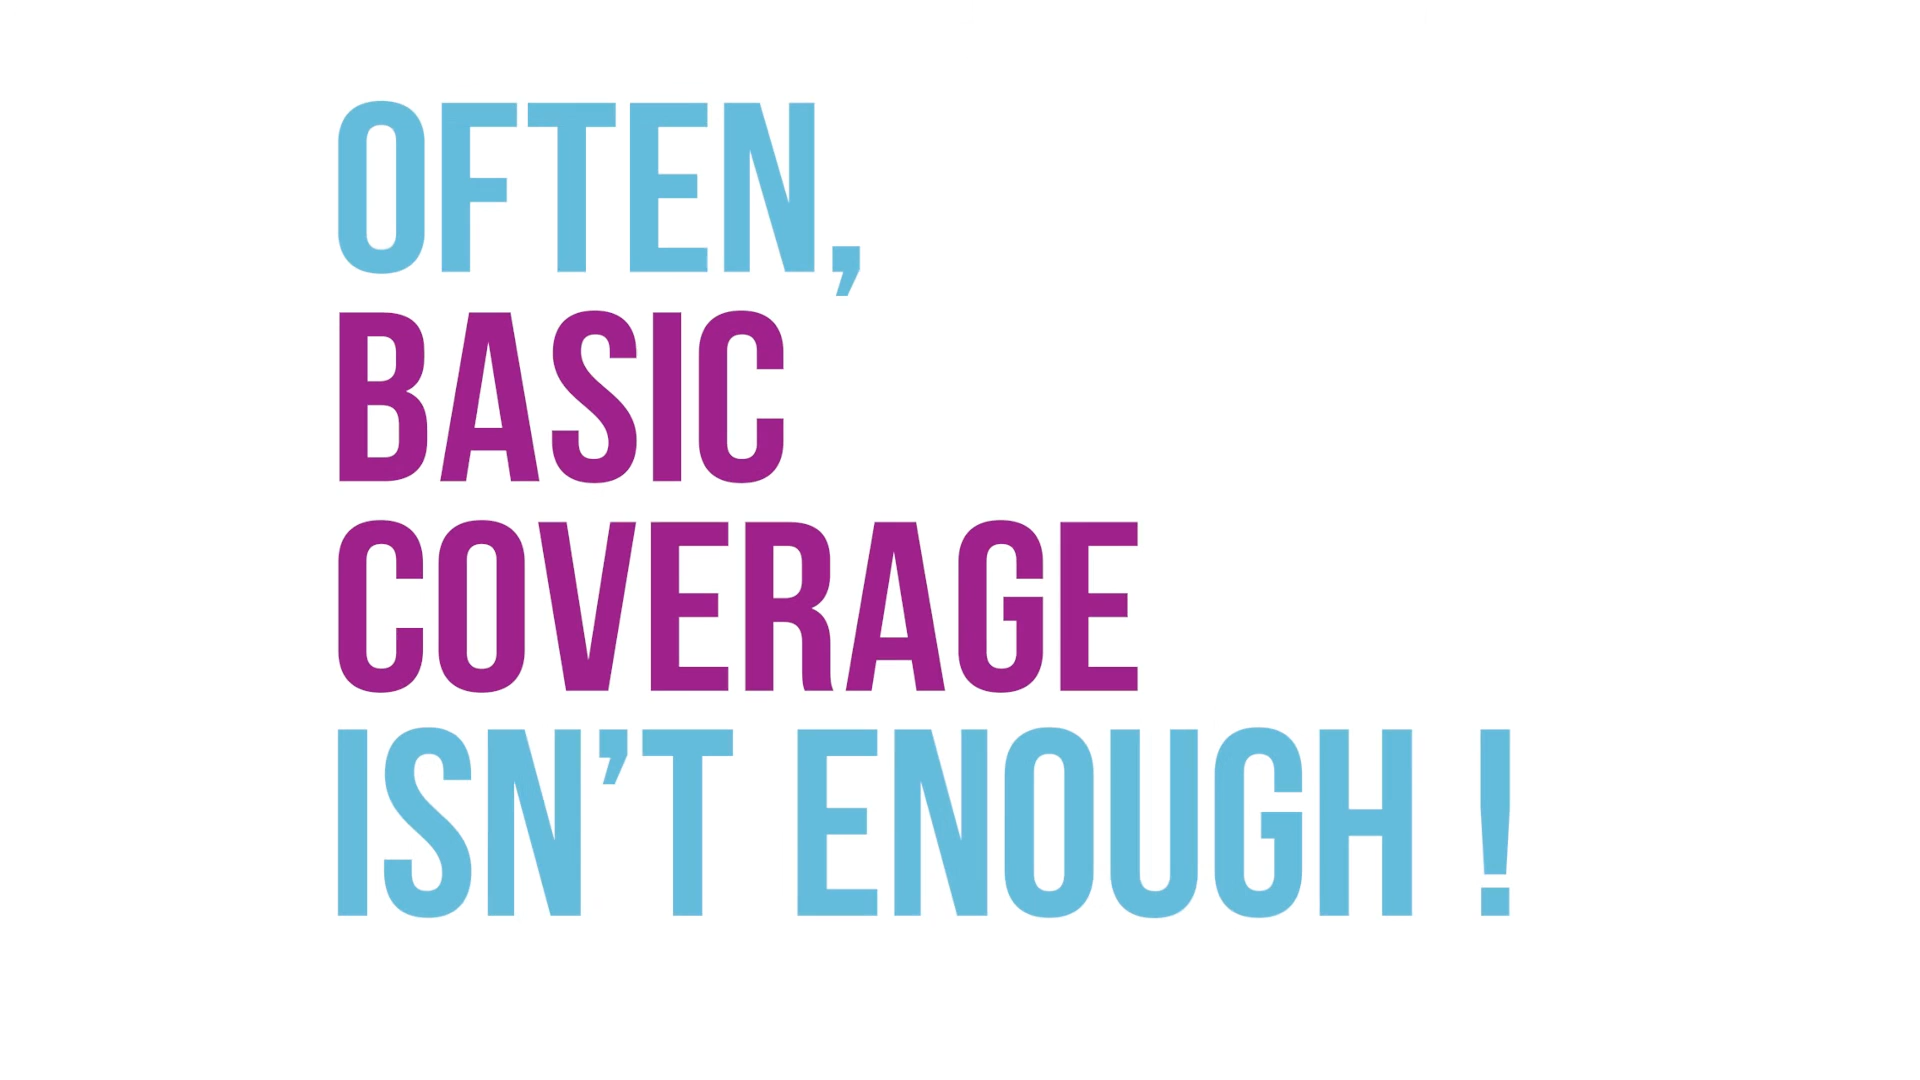 OFTEN,
BASIC
COVERAGE
ISN’T ENOUGH !